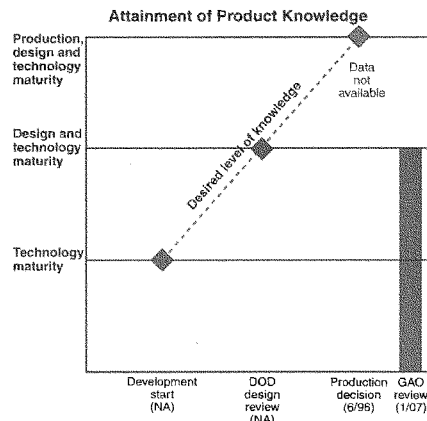 Attainment of Product Knowledge
Production,
design and
technology
maturity
Data
not
available
Desired level of knowledge
Design and
technology
maturity
Technology
maturity
Development
start
(NA)
DOD
design
review
(NA)
Production
decision
(6/96)
GAO
review
(1/07)